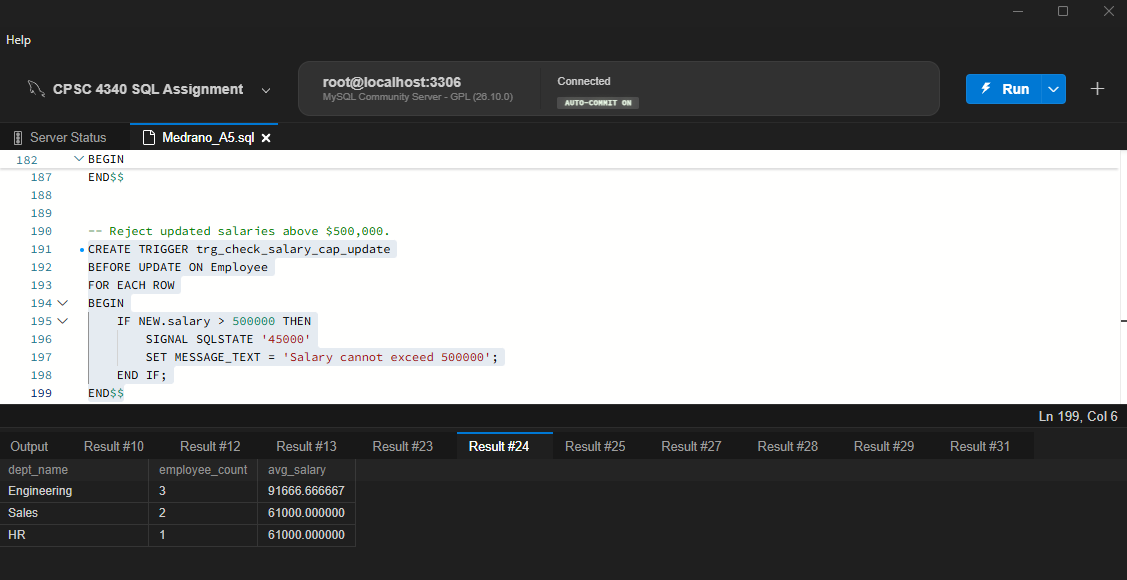 Help
CPSC 4340 SQL Assignment
root@localhost:3306
MySQL Community Server - GPL (26.10.0)
Connected
AUTO-COMMIT ON
Run
Server Status
Medrano_A5.sql
182 BEGIN
187 END$$
188
189
190 -- Reject updated salaries above $500,000.
191 CREATE TRIGGER trg_check_salary_cap_update
192 BEFORE UPDATE ON Employee
193 FOR EACH ROW
194 BEGIN
195 IF NEW.salary > 500000 THEN
196 SIGNAL SQLSTATE '45000'
197 SET MESSAGE_TEXT = 'Salary cannot exceed 500000';
198 END IF;
199 END$$
Ln 199, Col 6
Output Result #10 Result #12 Result #13 Result #23 Result #24 Result #25 Result #27 Result #28 Result #29 Result #31
dept_name employee_count avg_salary
Engineering 3 91666.666667
Sales 2 61000.000000
HR 1 61000.000000